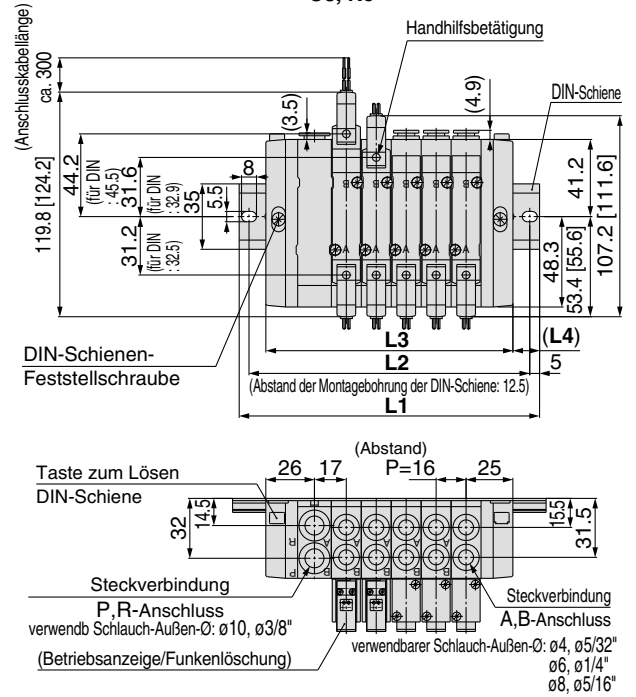 Handhilfsbetätigung
DIN-Schiene
(Anschlusskabellänge)
ca. 300
119.8 [124.2]
44.2
(für DIN
: 45.5)
31.6
(für DIN
: 32.9)
31.2
(für DIN
: 32.5)
8
5.5
35
(3.5)
(4.9)
41.2
48.3
53.4 [55.6]
107.2 [111.6]
B
B
B
B
B
A
A
A
A
A
DIN-Schienen-
Feststellschraube
L3
(L4)
L2
5
(Abstand der Montagebohrung der DIN-Schiene: 12.5)
L1
(Abstand)
26
17
P=16
25
Taste zum Lösen
DIN-Schiene
32
14.5
15.5
31.5
R
A
A
A
A
A
P
B
B
B
B
B
Steckverbindung
P,R-Anschluss
verwendb Schlauch-Außen-Ø: ø10, ø3/8"
(Betriebsanzeige/Funkenlöschung)
Steckverbindung
A,B-Anschluss
verwendbarer Schlauch-Außen-Ø: ø4, ø5/32"
ø6, ø1/4"
ø8, ø5/16"